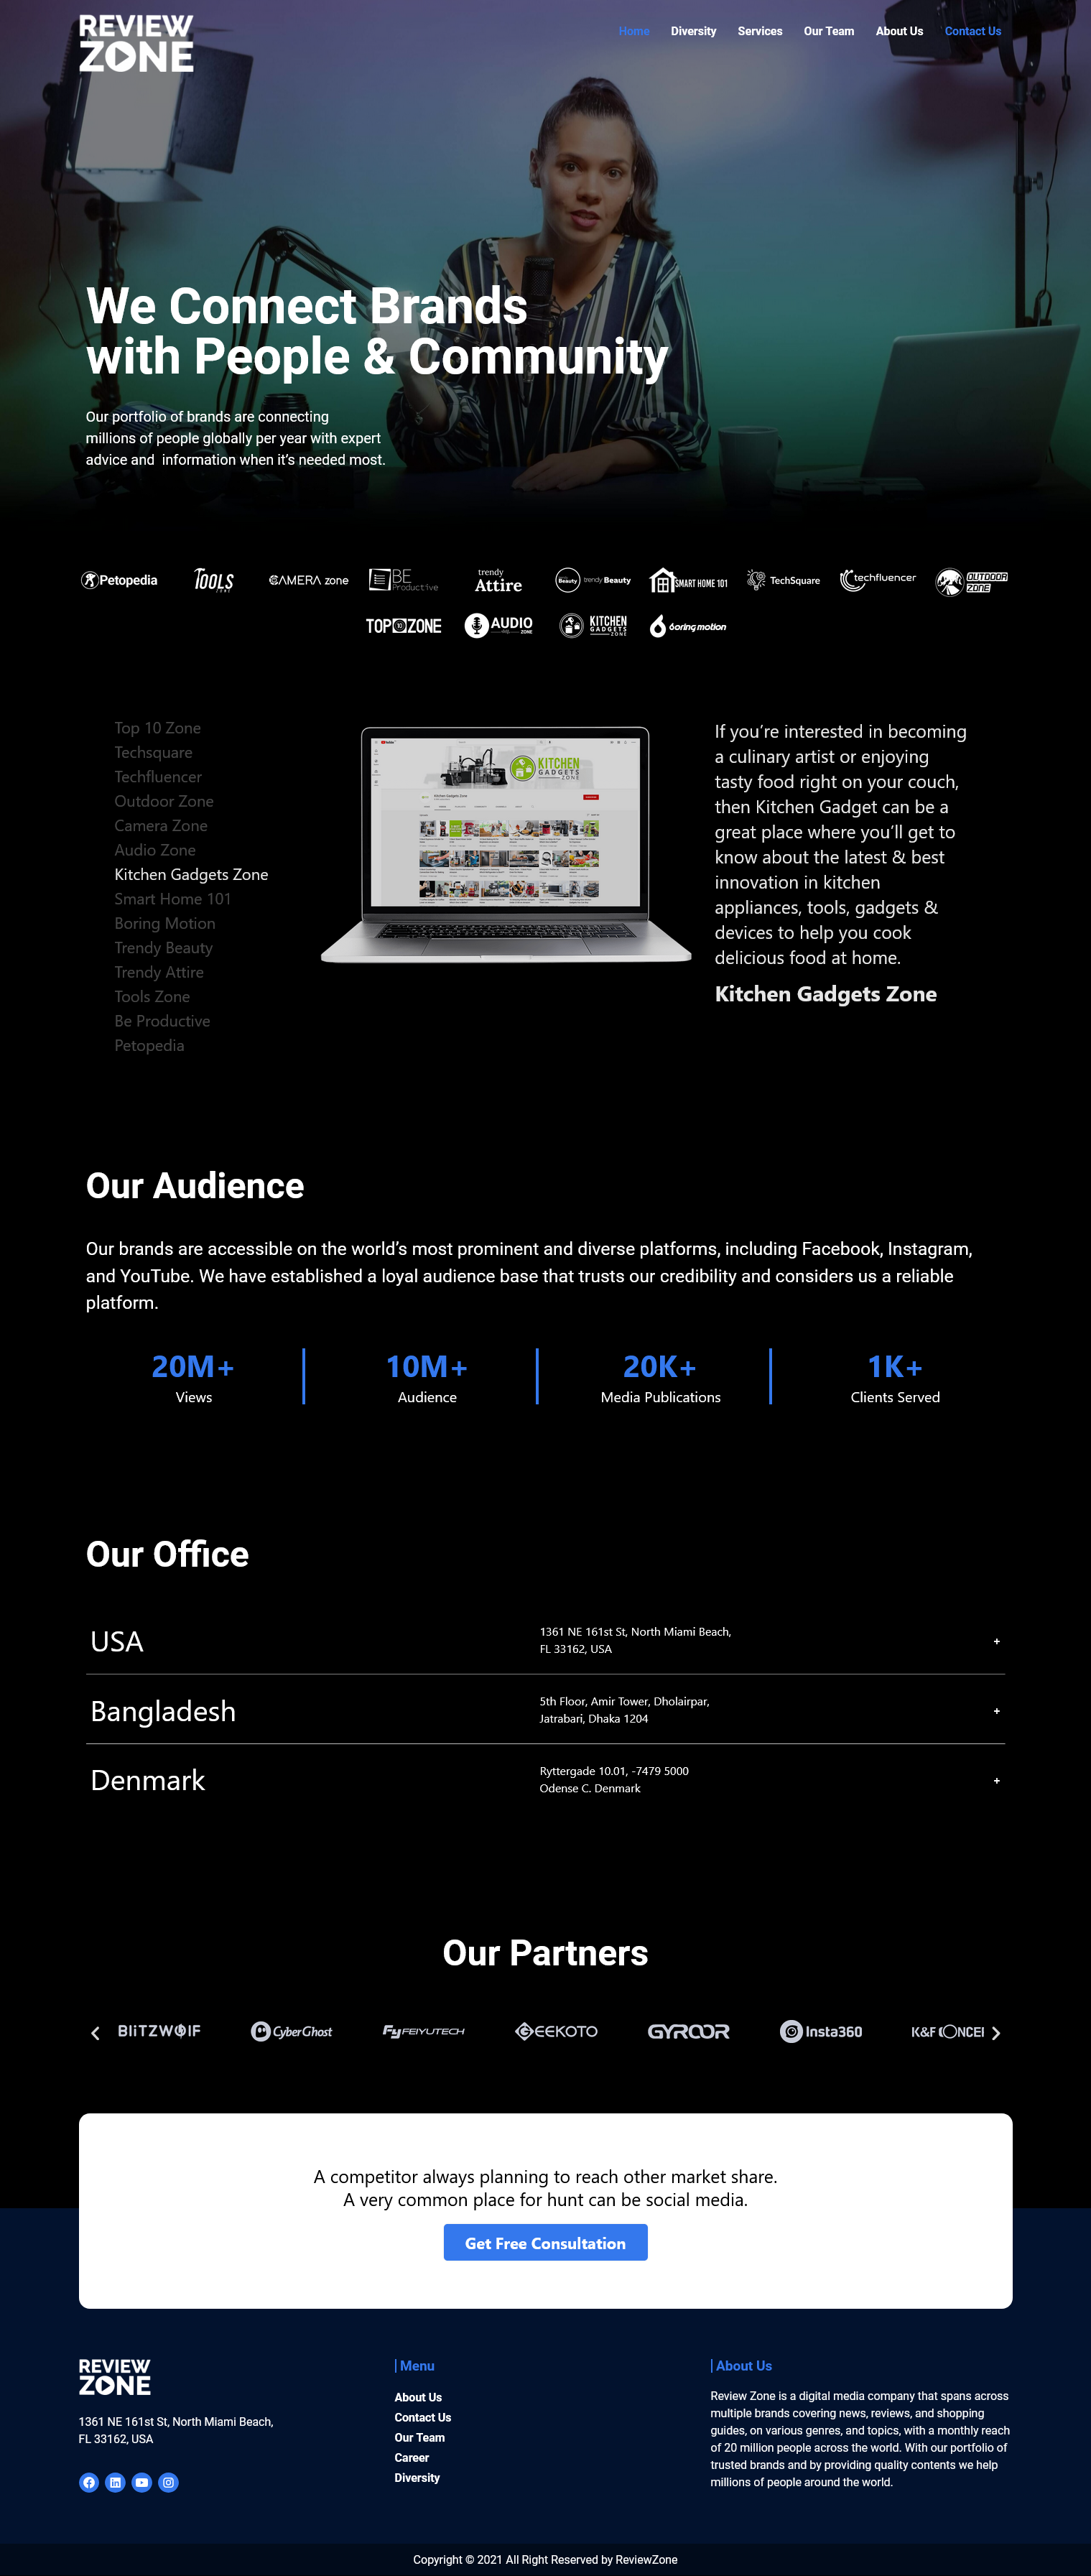 REVIEW
ZONE
Home Diversity Services Our Team About Us Contact Us
We Connect Brands
with People & Community
Our portfolio of brands are connecting
millions of people globally per year with expert
advice and information when it's needed most.
Petopedia TOOLS CAMERA zone BE Productive trendy Attire trendy Beauty SMART HOME 101 TechSquare techfluencer OUTDOOR ZONE
TOP 10 ZONE AUDIO ZONE KITCHEN GADGETS ZONE boring motion
Top 10 Zone
Techsquare
Techfluencer
Outdoor Zone
Camera Zone
Audio Zone
Kitchen Gadgets Zone
Smart Home 101
Boring Motion
Trendy Beauty
Trendy Attire
Tools Zone
Be Productive
Petopedia
KITCHEN
GADGETS
ZONE
Kitchen Gadgets Zone
If you’re interested in becoming
a culinary artist or enjoying
tasty food right on your couch,
then Kitchen Gadget can be a
great place where you’ll get to
know about the latest & best
innovation in kitchen
appliances, tools, gadgets &
devices to help you cook
delicious food at home.
Kitchen Gadgets Zone
Our Audience
Our brands are accessible on the world’s most prominent and diverse platforms, including Facebook, Instagram,
and YouTube. We have established a loyal audience base that trusts our credibility and considers us a reliable
platform.
20M+ 10M+ 20K+ 1K+
Views Audience Media Publications Clients Served
Our Office
USA
1361 NE 161st St, North Miami Beach,
FL 33162, USA
+
Bangladesh
5th Floor, Amir Tower, Dholairpar,
Jatrabari, Dhaka 1204
+
Denmark
Ryttergade 10.01, -7479 5000
Odense C. Denmark
+
Our Partners
BLiTZWOLF CyberGhost FY FEIYUTECH GEEKOTO GYROOR Insta360 K&F CONCEP
A competitor always planning to reach other market share.
A very common place for hunt can be social media.
Get Free Consultation
REVIEW
ZONE
1361 NE 161st St, North Miami Beach,
FL 33162, USA
| Menu
About Us
Contact Us
Our Team
Career
Diversity
| About Us
Review Zone is a digital media company that spans across
multiple brands covering news, reviews, and shopping
guides, on various genres, and topics, with a monthly reach
of 20 million people across the world. With our portfolio of
trusted brands and by providing quality contents we help
millions of people around the world.
Copyright © 2021 All Right Reserved by ReviewZone